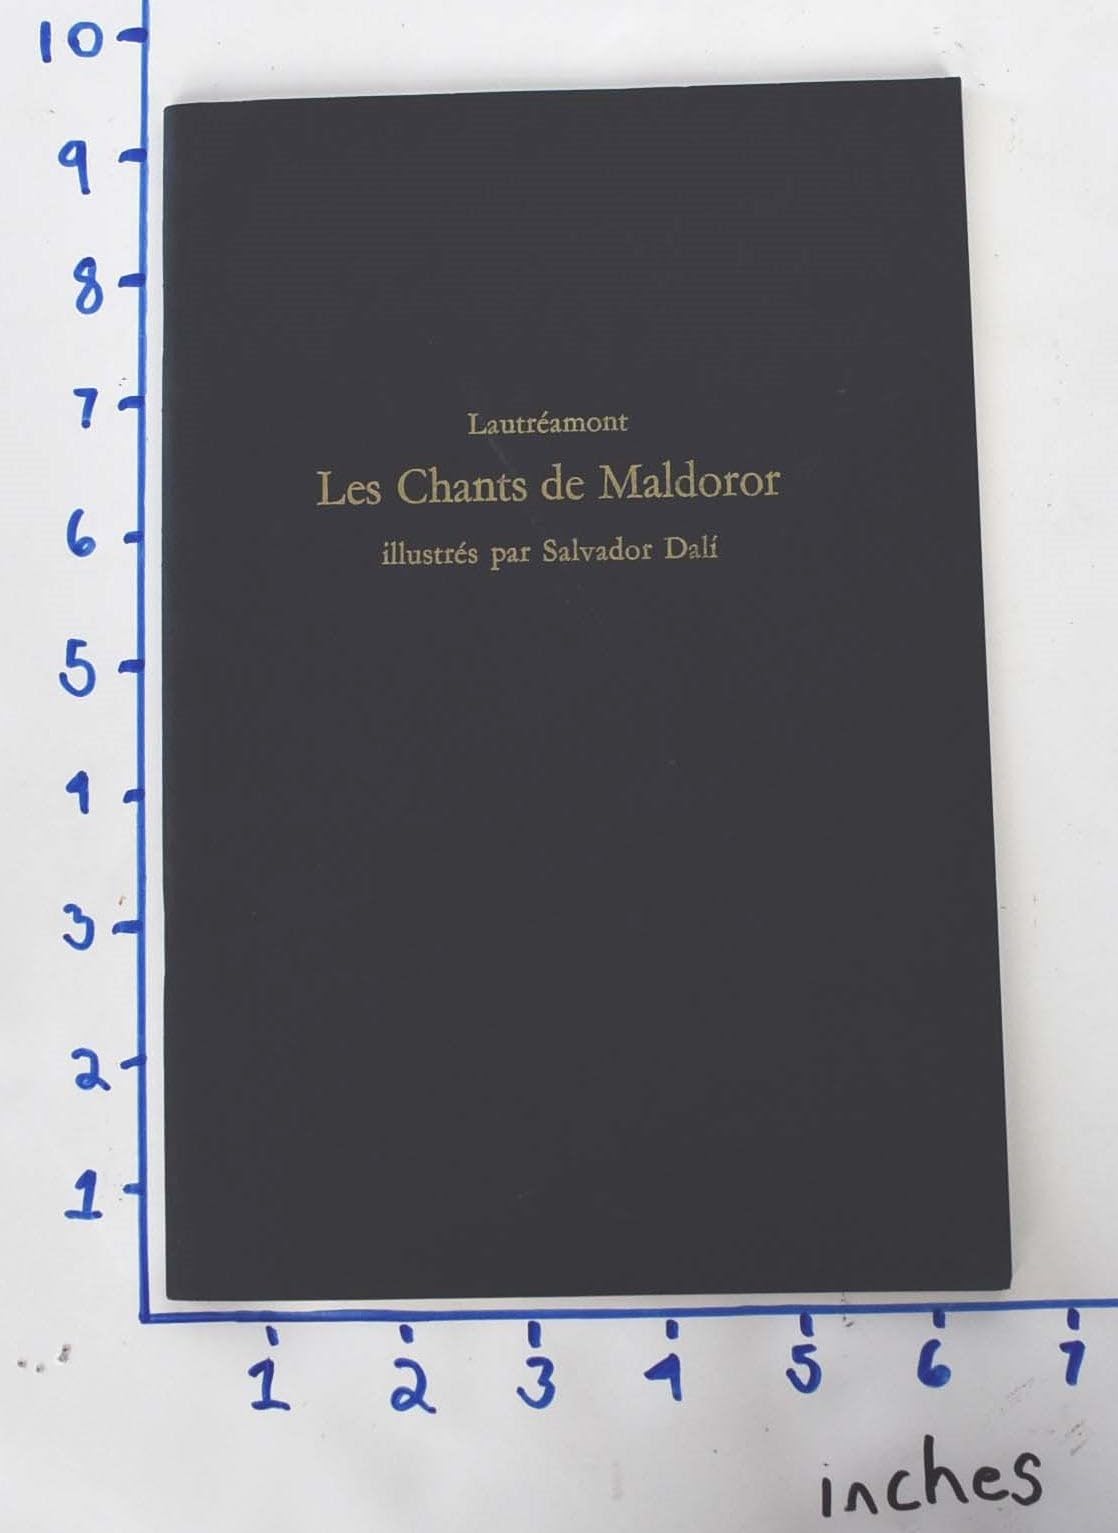 10
9
8
7
Lautréamont
Les Chants de Maldoror
6
illustrés par Salvador Dalí
5
4
3
2
1
1 2 3 4 5 6 7
inches